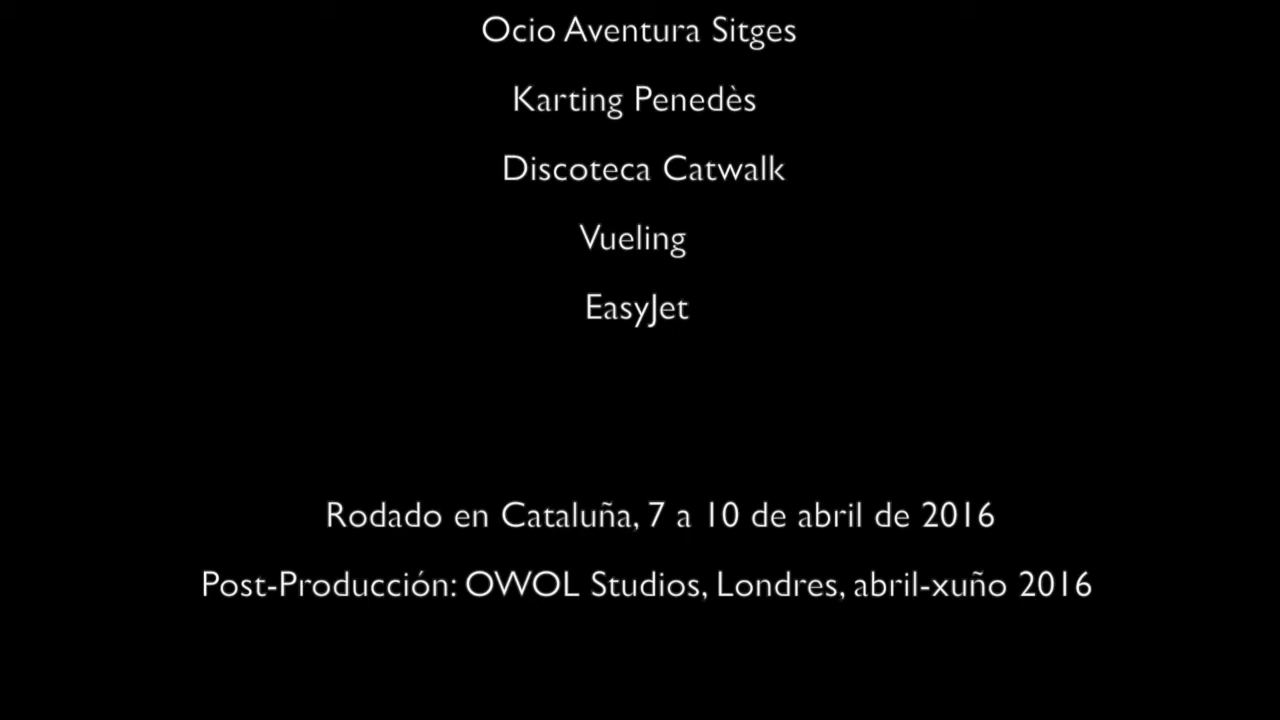 Ocio Aventura Sitges
Karting Penedès
Discoteca Catwalk
Vueling
EasyJet
Rodado en Cataluña, 7 a 10 de abril de 2016
Post-Producción: OWOL Studios, Londres, abril-xuño 2016